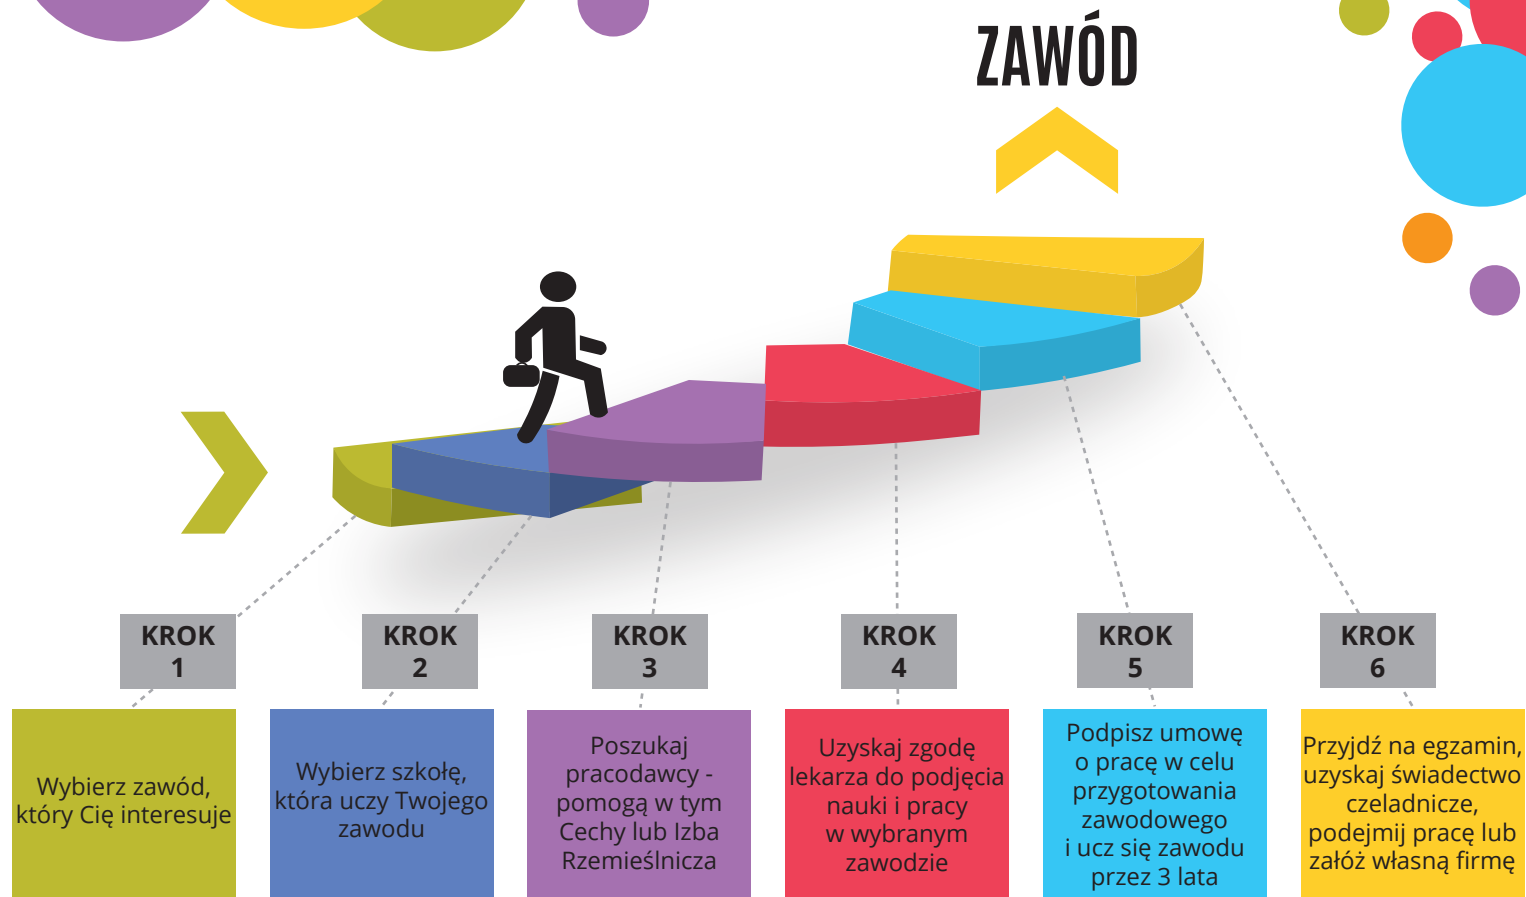 ZAWÓD
KROK
1
KROK
2
KROK
3
KROK
4
KROK
5
KROK
6
Wybierz zawód,
który Cię interesuje
Wybierz szkołę,
która uczy Twojego
zawodu
Poszukaj
pracodawcy -
pomogą w tym
Cechy lub Izba
Rzemieślnicza
Uzyskaj zgodę
lekarza do podjęcia
nauki i pracy
w wybranym
zawodzie
Podpisz umowę
o pracę w celu
przygotowania
zawodowego
i ucz się zawodu
przez 3 lata
Przyjdź na egzamin,
uzyskaj świadectwo
czeladnicze,
podejmij pracę lub
załóż własną firmę